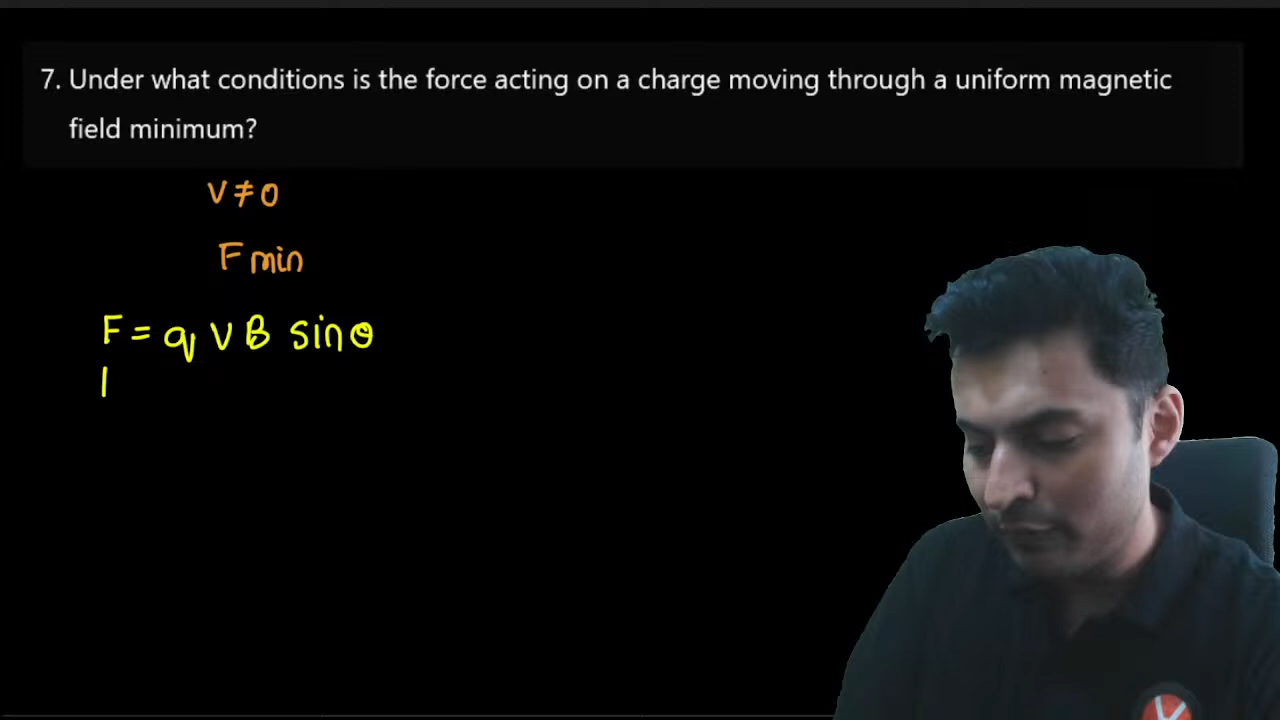 7. Under what conditions is the force acting on a charge moving through a uniform magnetic
field minimum?
V ≠ 0
F min
F = q V B sin θ